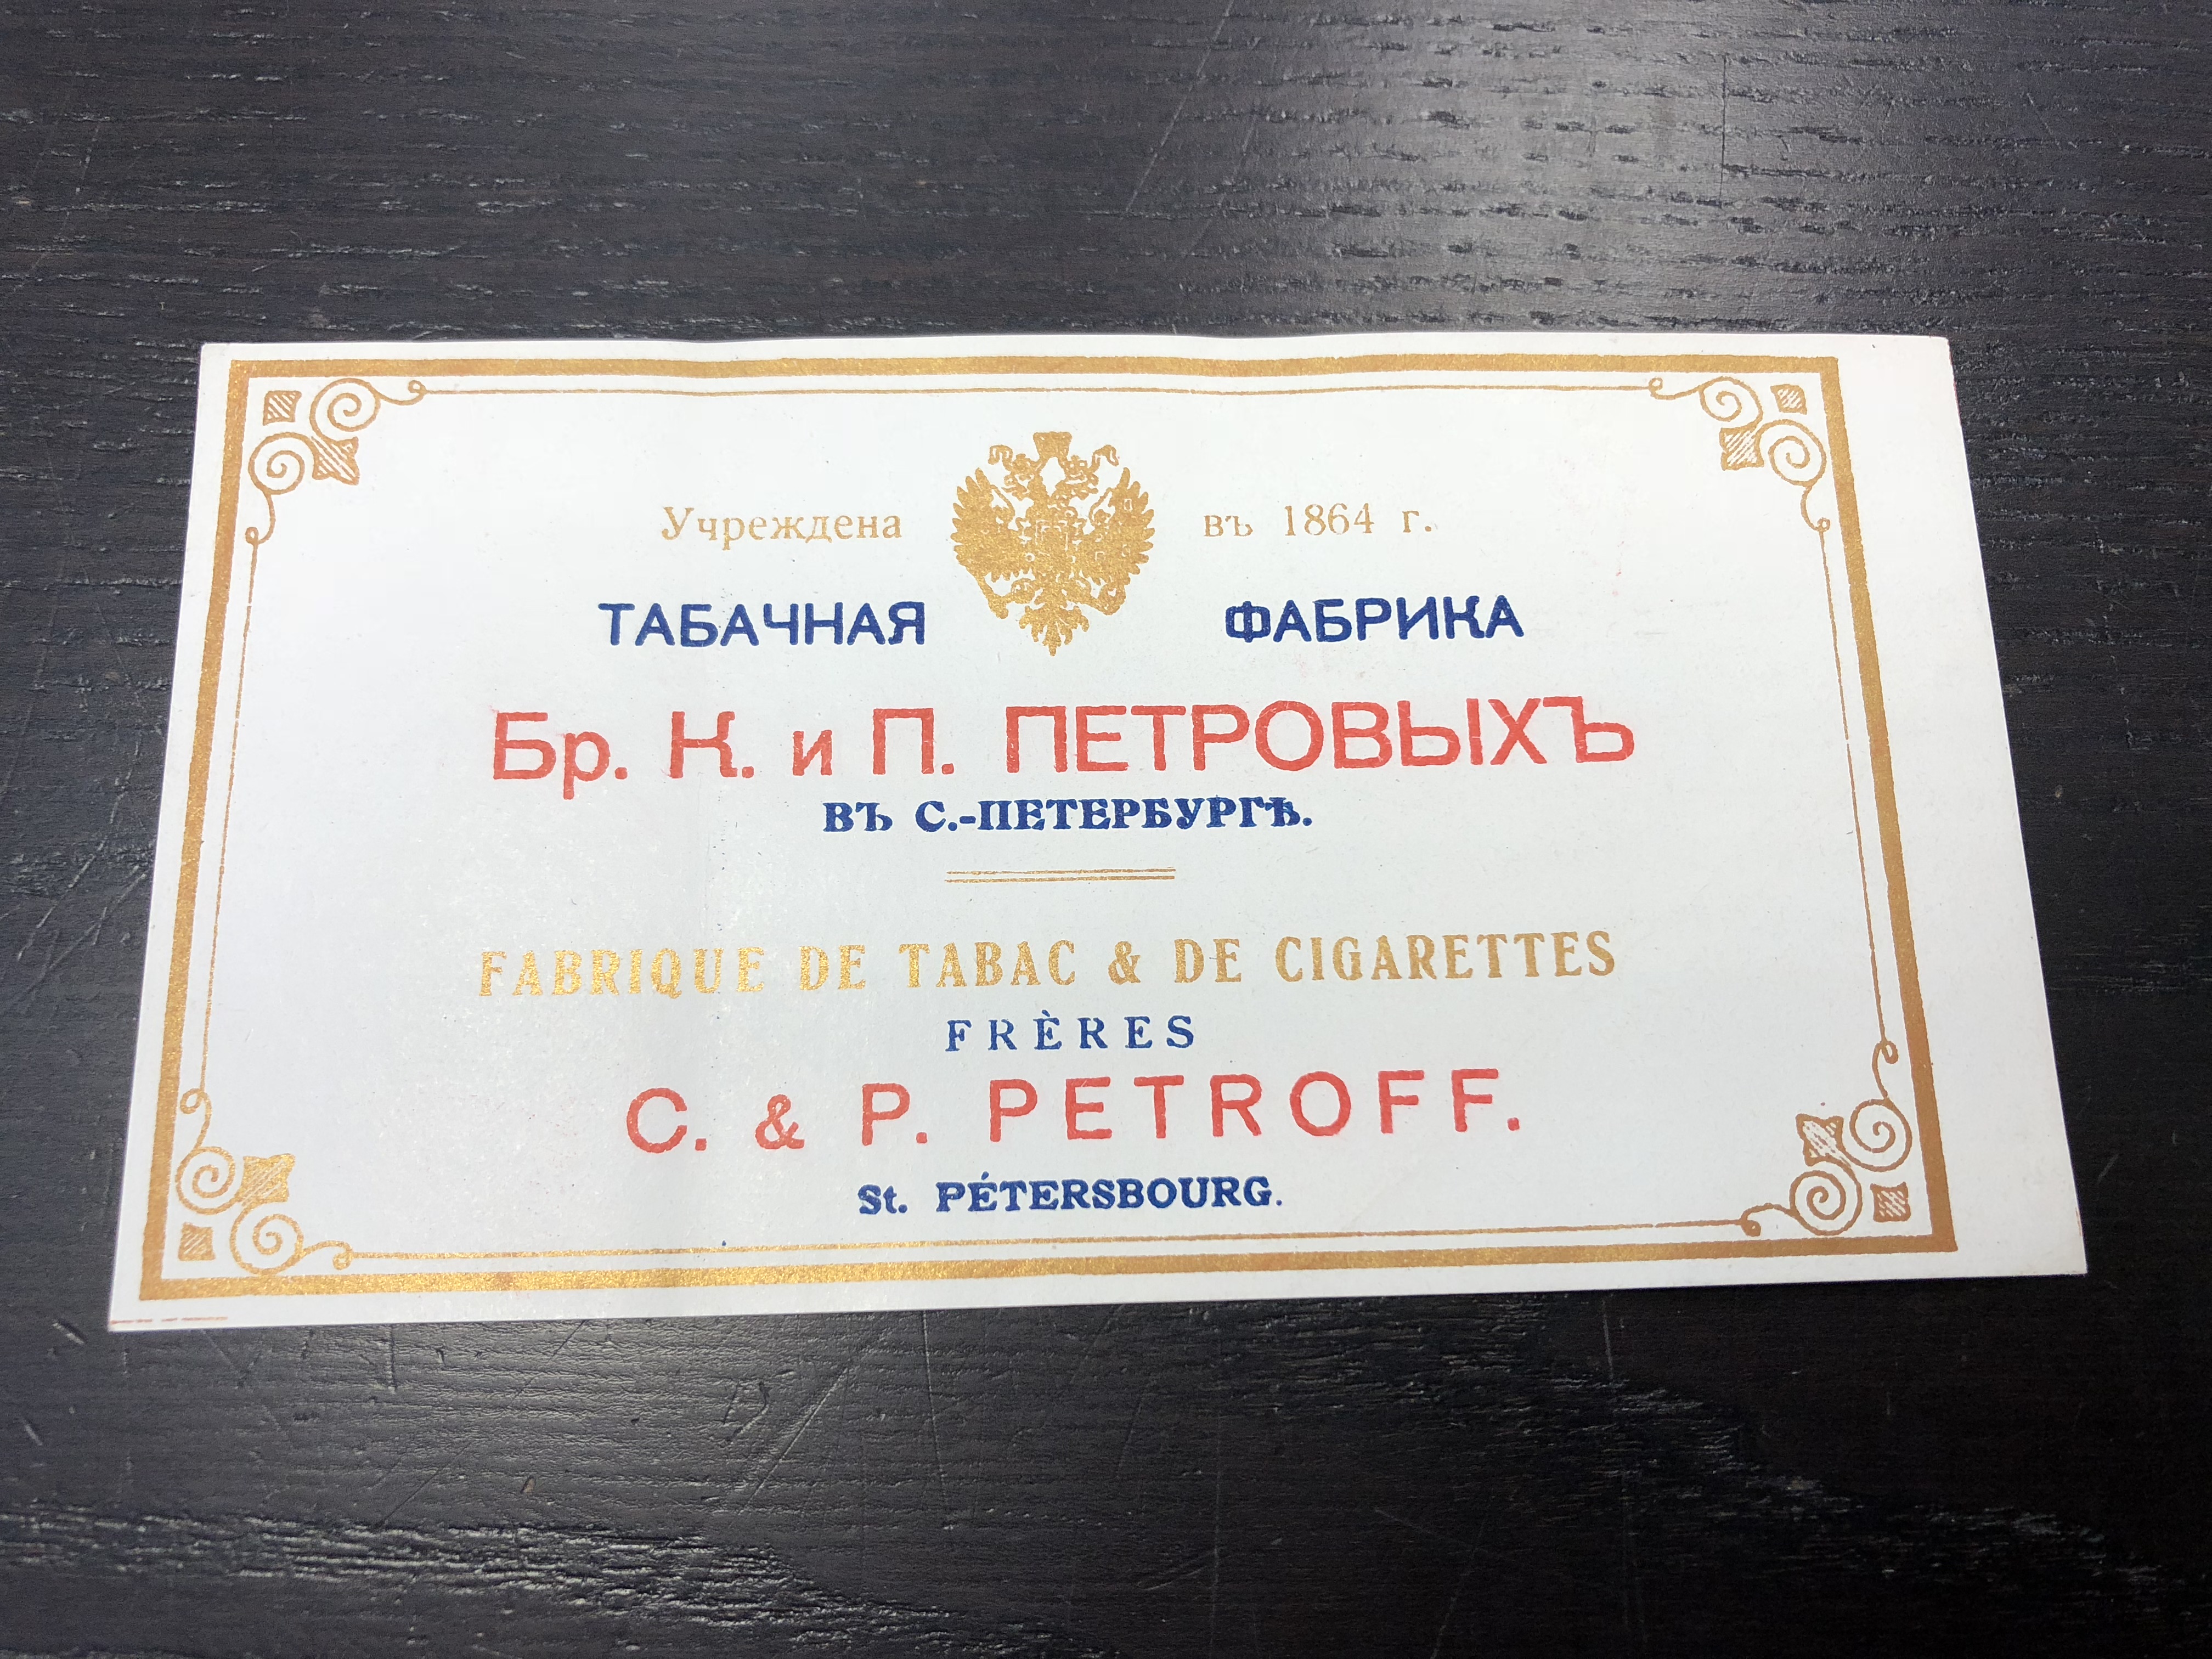 Учреждена въ 1864 г.
ТАБАЧНАЯ ФАБРИКА
Бр. К. и П. ПЕТРОВЫХЪ
ВЪ С.-ПЕТЕРБУРГѢ.
FABRIQUE DE TABAC & DE CIGARETTES
FRÈRES
C. & P. PETROFF.
St. PÉTERSBOURG.